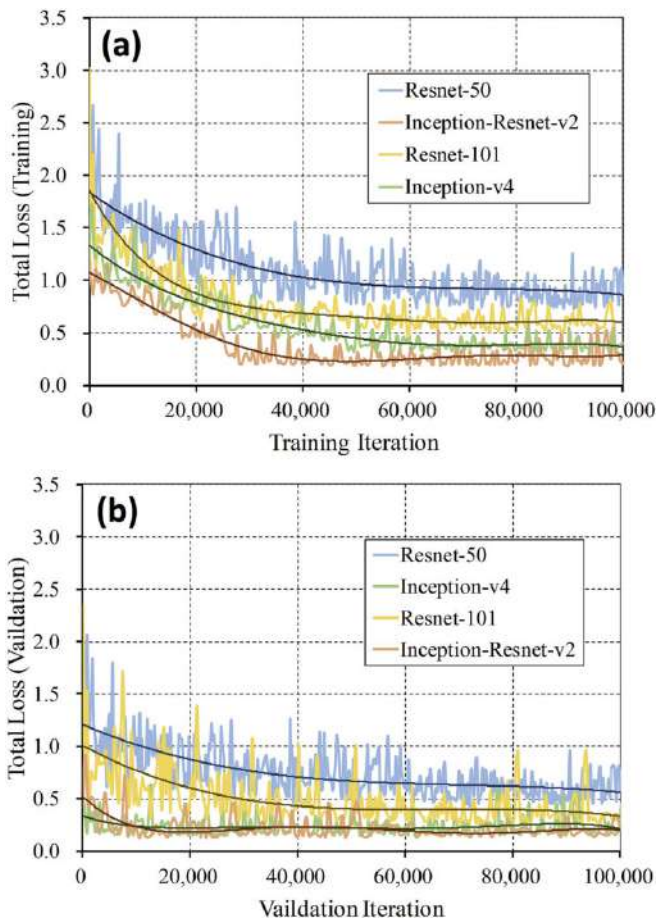 (a)
3.5
3.0
2.5
2.0
1.5
1.0
0.5
0.0
Total Loss (Training)
Resnet-50
Inception-Resnet-v2
Resnet-101
Inception-v4
0
20,000
40,000
60,000
80,000
100,000
Training Iteration
(b)
3.5
3.0
2.5
2.0
1.5
1.0
0.5
0.0
Total Loss (Vaildation)
Resnet-50
Inception-v4
Resnet-101
Inception-Resnet-v2
0
20,000
40,000
60,000
80,000
100,000
Vaildation Iteration